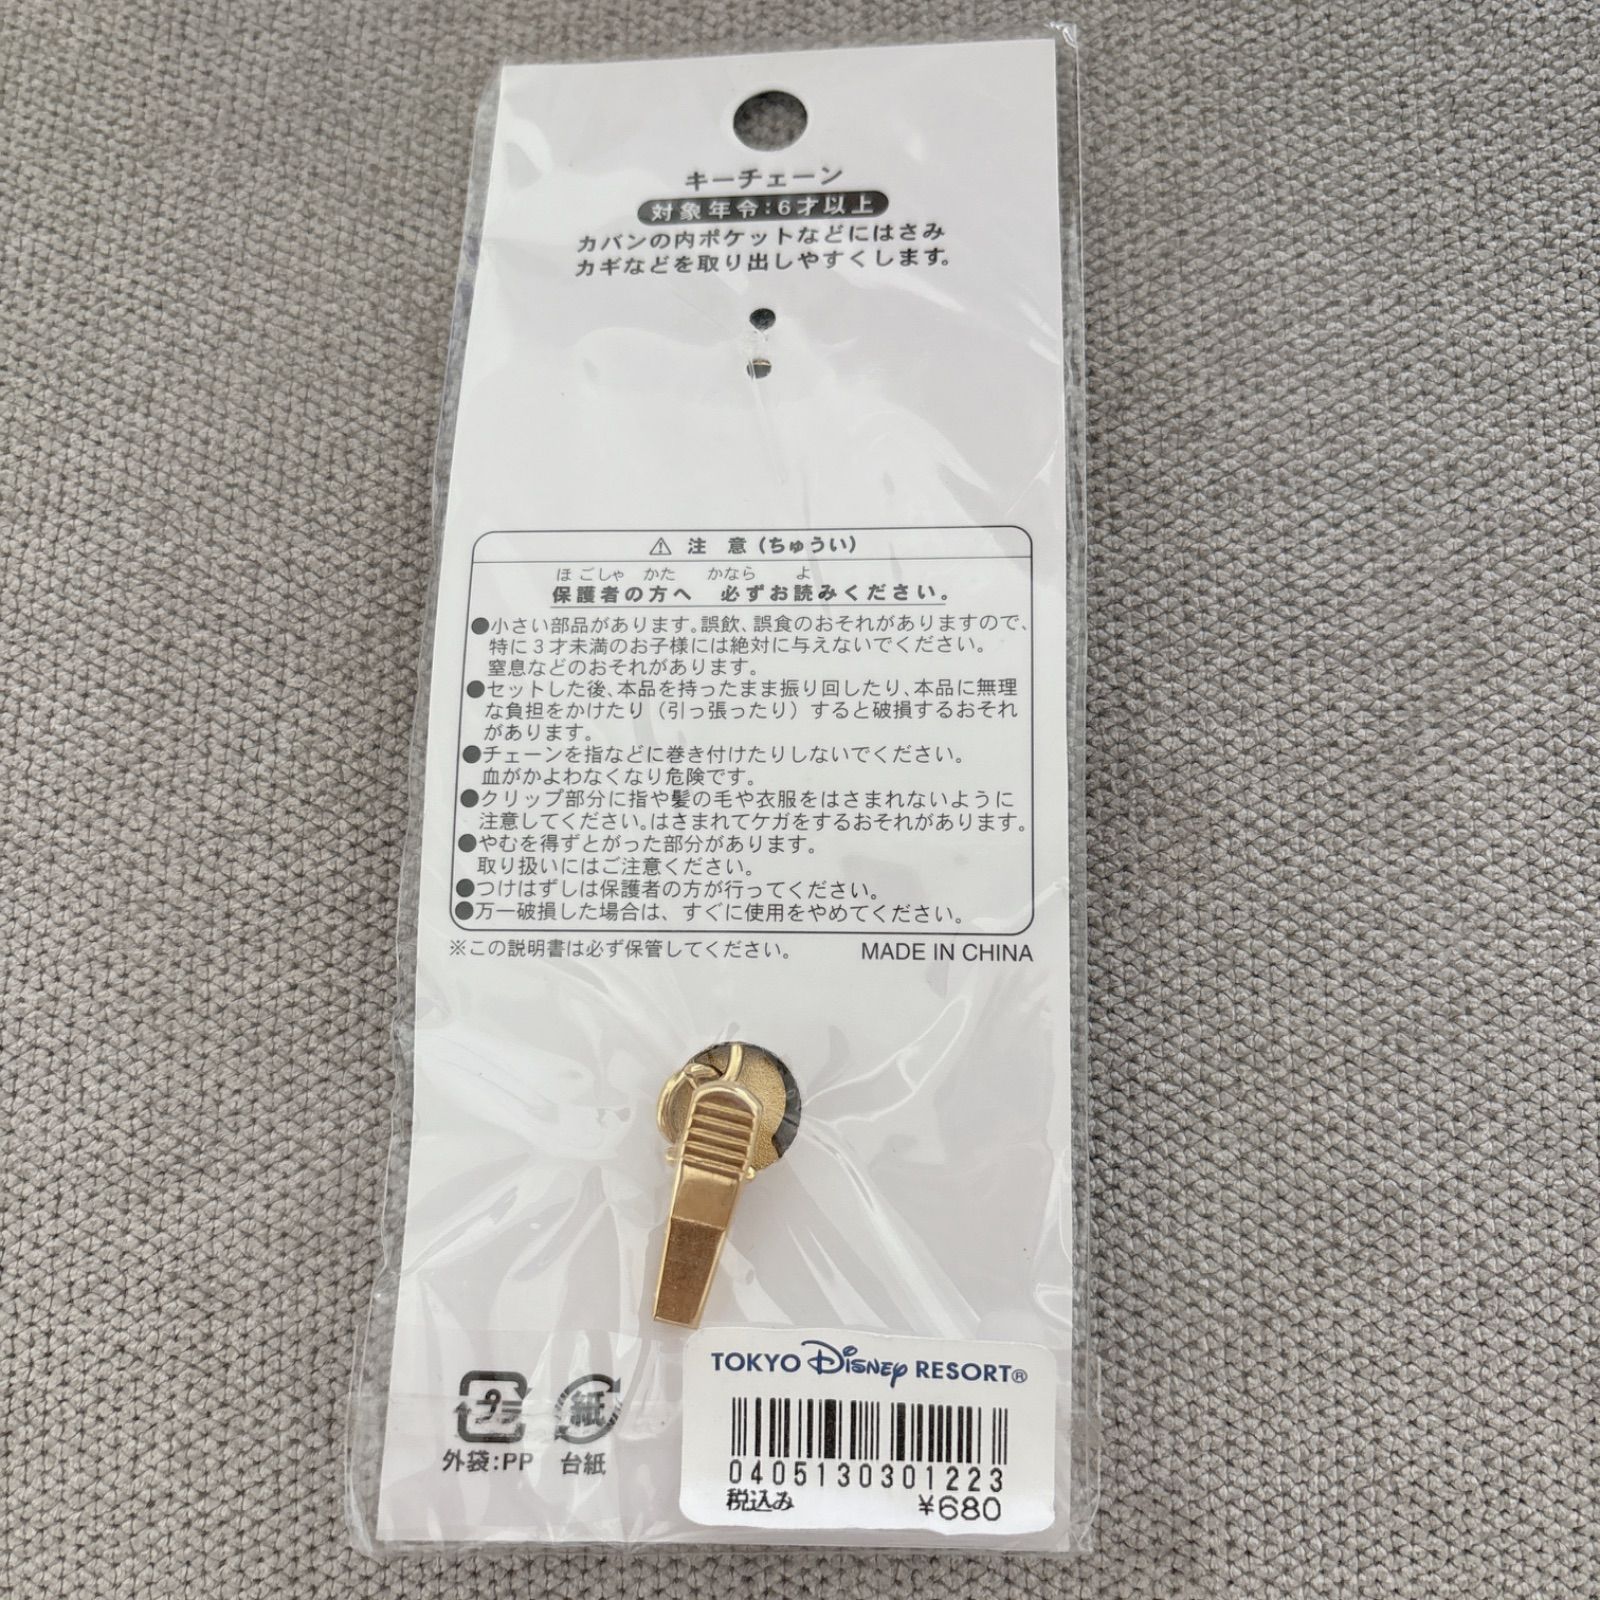 キーチェーン
対象年令:6才以上
カバンの内ポケットなどにはさみ
カギなどを取り出しやすくします。
⚠ 注 意(ちゅうい)
ほごしゃ かた かなら よ
保護者の方へ 必ずお読みください。
●小さい部品があります。誤飲、誤食のおそれがありますので、
特に3才未満のお子様には絶対に与えないでください。
窒息などのおそれがあります。
●セットした後、本品を持ったまま振り回したり、本品に無理
な負担をかけたり(引っ張ったり)すると破損するおそれ
があります。
●チェーンを指などに巻き付けたりしないでください。
血がかよわなくなり危険です。
●クリップ部分に指や髪の毛や衣服をはさまれないように
注意してください。はさまれてケガをするおそれがあります。
●やむを得ずとがった部分があります。
取り扱いにはご注意ください。
●つけはずしは保護者の方が行ってください。
●万一破損した場合は、すぐに使用をやめてください。
※この説明書は必ず保管してください。 MADE IN CHINA
TOKYO Disney RESORT®
プラ 紙
外袋:PP 台紙
0405130301223
税込み ¥680